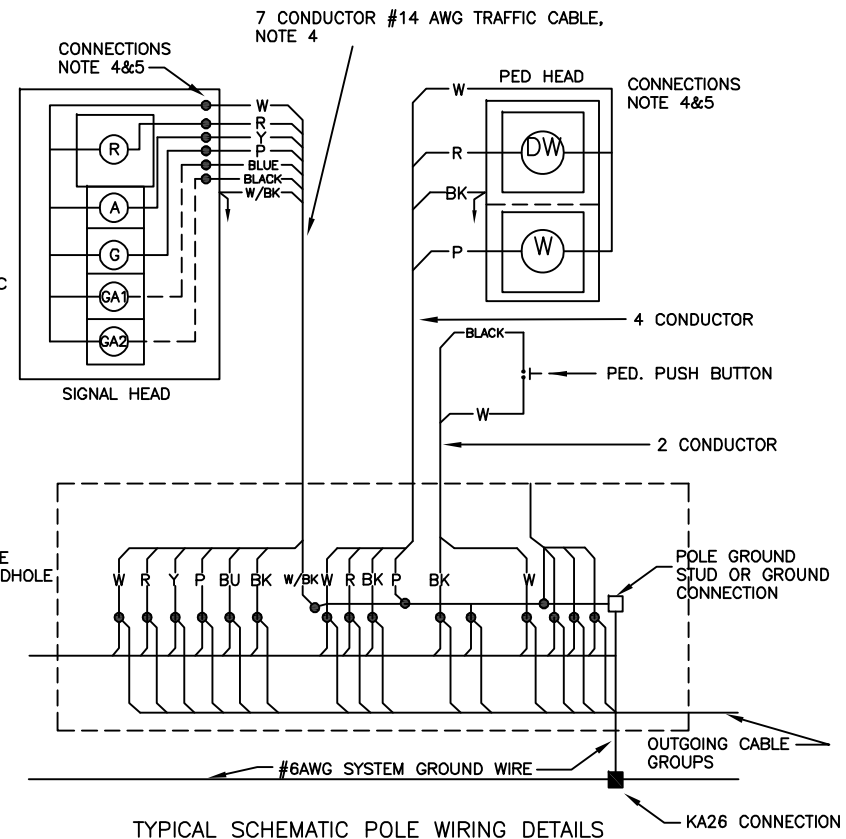 7 CONDUCTOR #14 AWG TRAFFIC CABLE,
NOTE 4
CONNECTIONS
NOTE 4&5
PED HEAD
CONNECTIONS
NOTE 4&5
W
R
Y
P
BLUE
BLACK
W/BK
R
A
G
GA1
GA2
SIGNAL HEAD
C
W
R
BK
P
DW
W
4 CONDUCTOR
BLACK
PED. PUSH BUTTON
W
2 CONDUCTOR
E
DHOLE
W R Y P BU BK W/BK W R BK P BK W
POLE GROUND
STUD OR GROUND
CONNECTION
OUTGOING CABLE
GROUPS
#6AWG SYSTEM GROUND WIRE
KA26 CONNECTION
TYPICAL SCHEMATIC POLE WIRING DETAILS